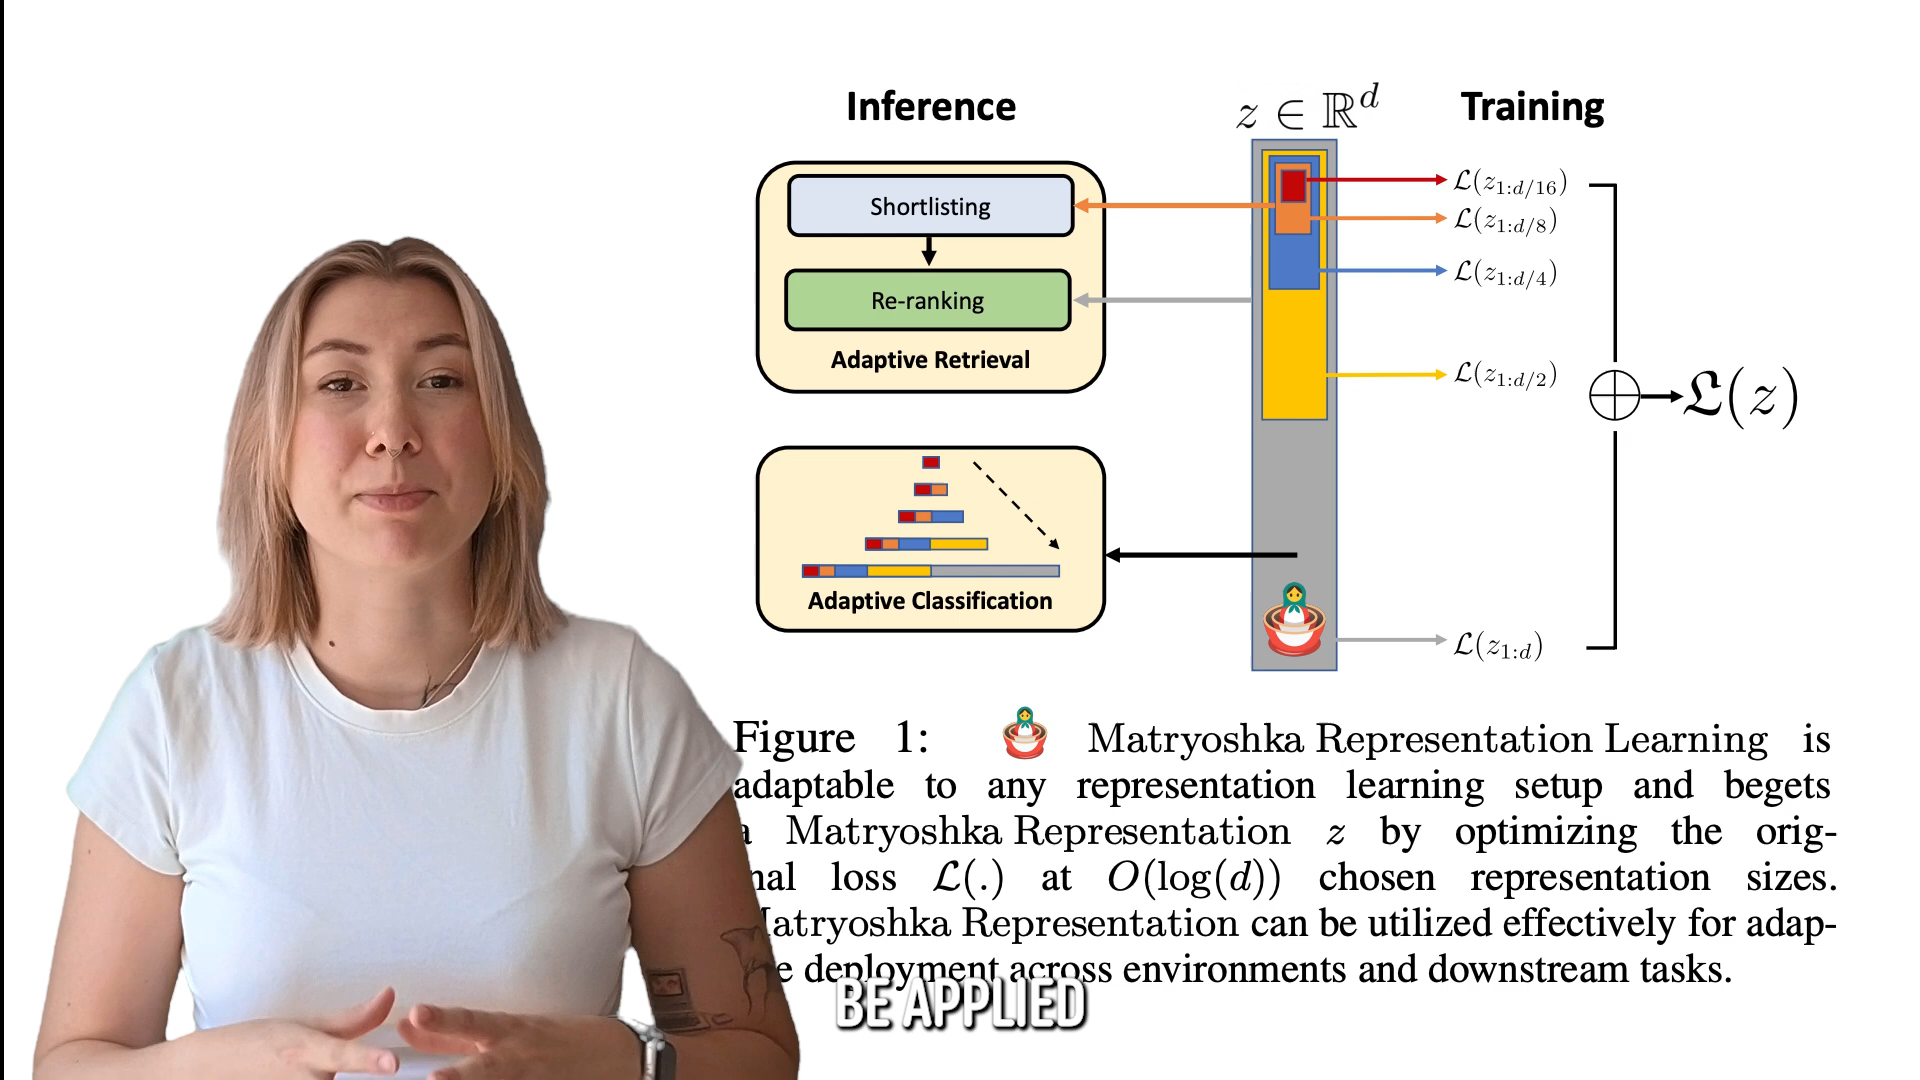 Inference
z ∈ ℝᵈ
Training
Shortlisting
Re-ranking
Adaptive Retrieval
Adaptive Classification
ℒ(z₁:d/16)
ℒ(z₁:d/8)
ℒ(z₁:d/4)
ℒ(z₁:d/2)
ℒ(z₁:d)
𝕷(z)
Figure 1: Matryoshka Representation Learning is
adaptable to any representation learning setup and begets
a Matryoshka Representation z by optimizing the orig-
nal loss ℒ(.) at O(log(d)) chosen representation sizes.
Matryoshka Representation can be utilized effectively for adap-
e deployment across environments and downstream tasks.
BE APPLIED